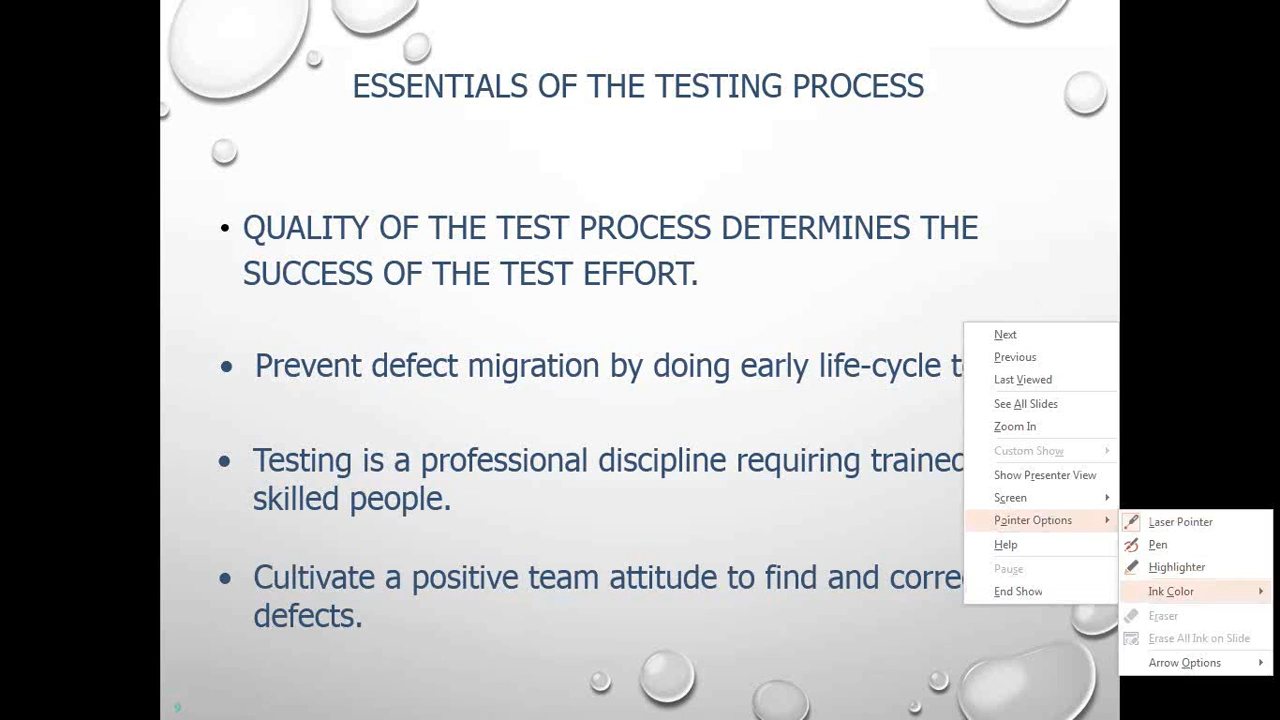 ESSENTIALS OF THE TESTING PROCESS
• QUALITY OF THE TEST PROCESS DETERMINES THE
SUCCESS OF THE TEST EFFORT.
• Prevent defect migration by doing early life-cycle
• Testing is a professional discipline requiring trained
skilled people.
• Cultivate a positive team attitude to find and
defects.
9
Next
Previous
Last Viewed
See All Slides
Zoom In
Custom Show
Show Presenter View
Screen
Pointer Options
Help
Pause
End Show
Laser Pointer
Pen
Highlighter
Ink Color
Eraser
Erase All Ink on Slide
Arrow Options